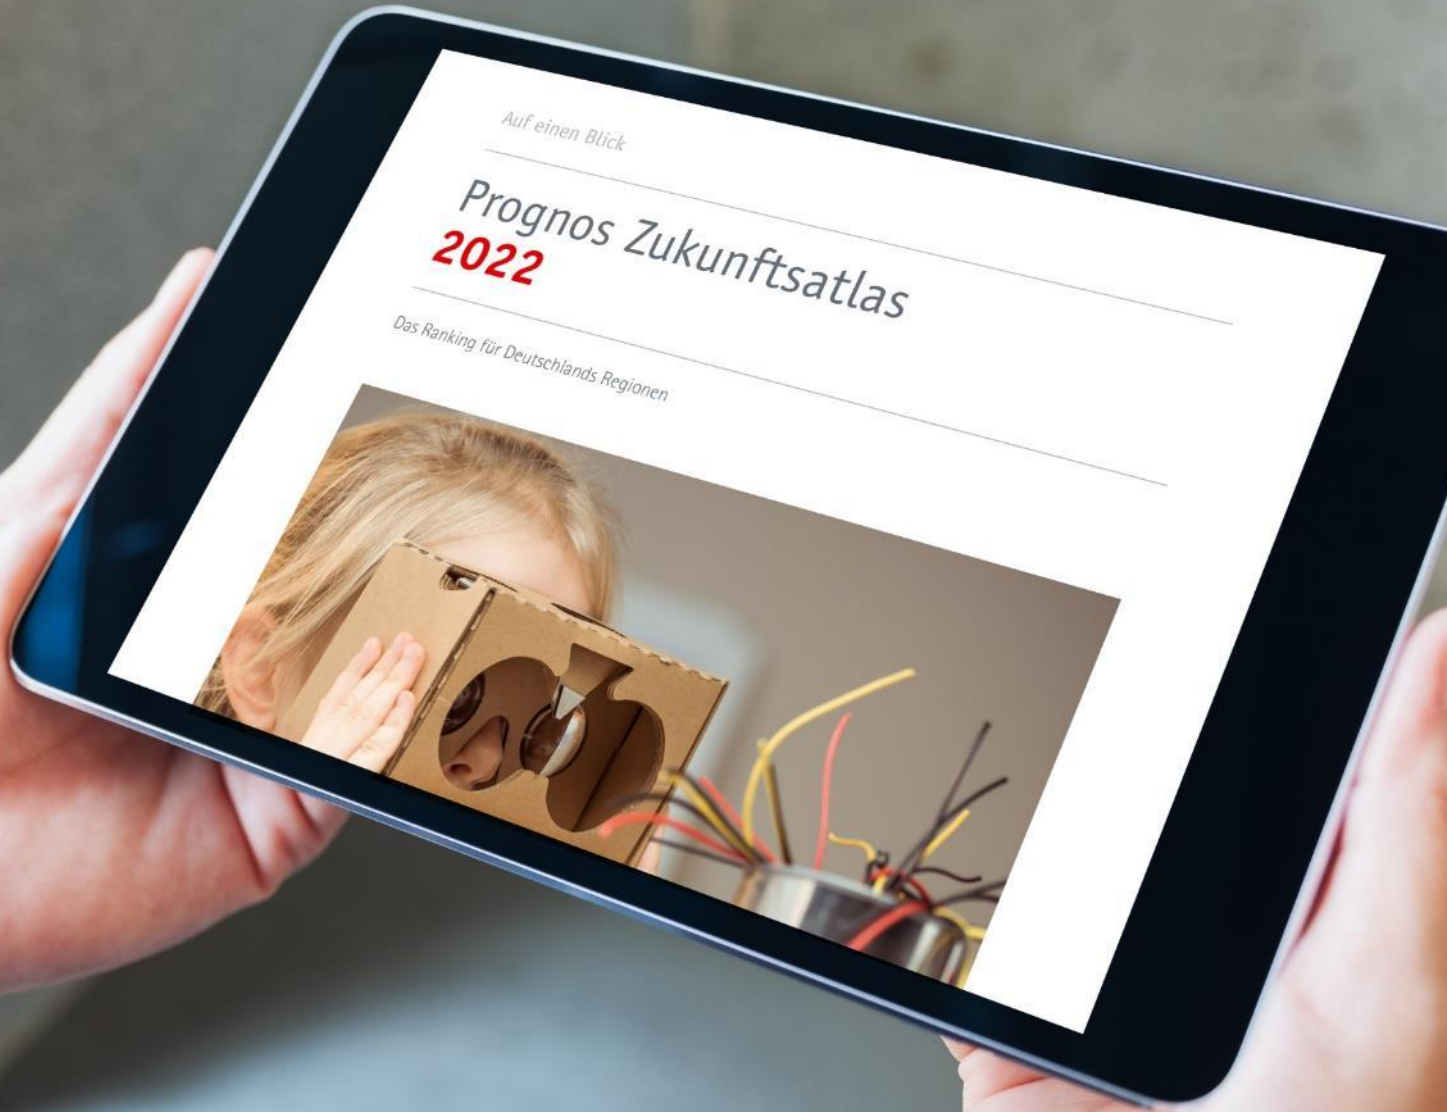 Auf einen Blick
Prognos Zukunftsatlas
2022
Das Ranking für Deutschlands Regionen